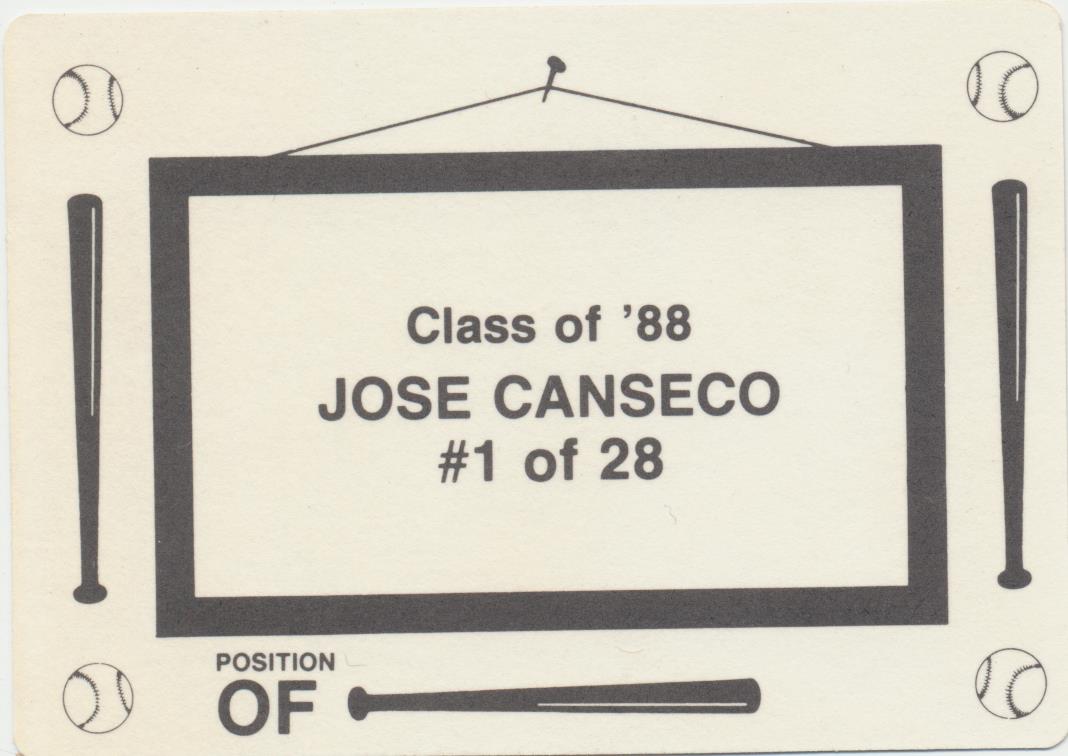 Class of ’88
JOSE CANSECO
#1 of 28
POSITION
OF